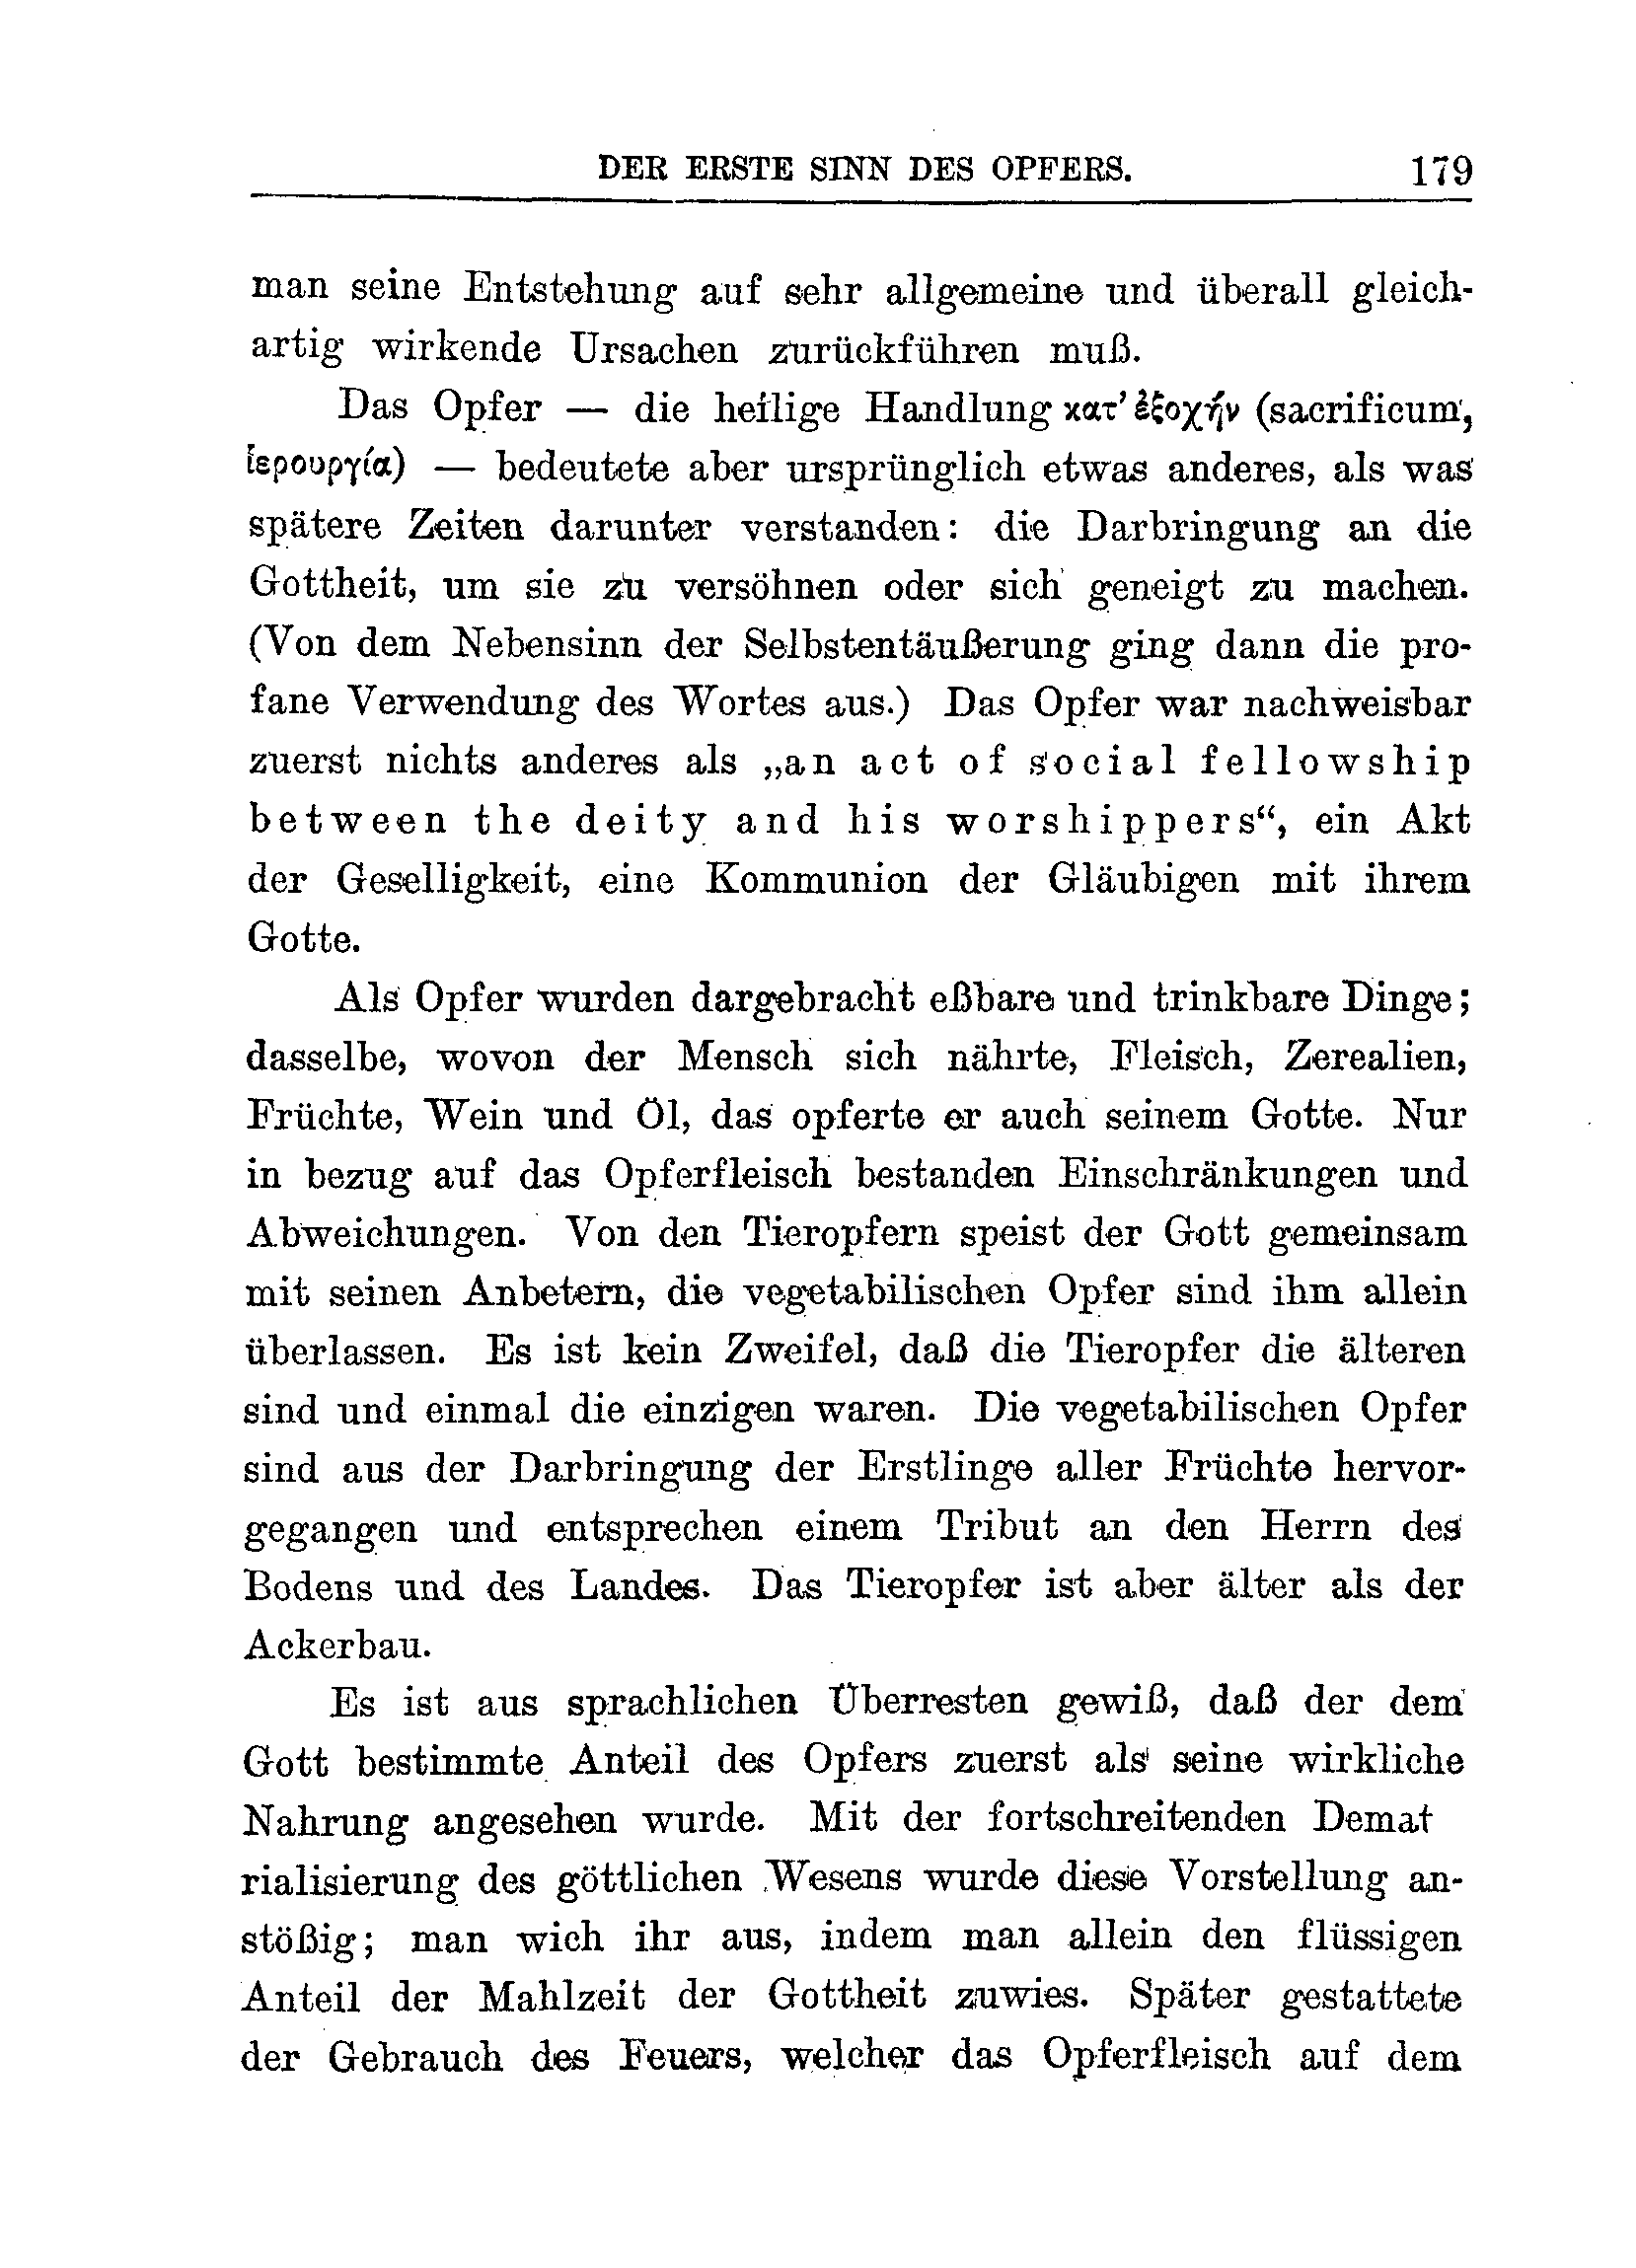 DER ERSTE SINN DES OPFERS. 179
man seine Entstehung auf sehr allgemeine und überall gleich-
artig wirkende Ursachen zurückführen muß.
Das Opfer — die heilige Handlung κατ’ ἐξοχήν (sacrificum,
ἱερουργία) — bedeutete aber ursprünglich etwas anderes, als was
spätere Zeiten darunter verstanden: die Darbringung an die
Gottheit, um sie zu versöhnen oder sich geneigt zu machen.
(Von dem Nebensinn der Selbstentäußerung ging dann die pro-
fane Verwendung des Wortes aus.) Das Opfer war nachweisbar
zuerst nichts anderes als „an act of social fellowship
between the deity and his worshippers“, ein Akt
der Geselligkeit, eine Kommunion der Gläubigen mit ihrem
Gotte.
Als Opfer wurden dargebracht eßbare und trinkbare Dinge;
dasselbe, wovon der Mensch sich nährte, Fleisch, Zerealien,
Früchte, Wein und Öl, das opferte er auch seinem Gotte. Nur
in bezug auf das Opferfleisch bestanden Einschränkungen und
Abweichungen. Von den Tieropfern speist der Gott gemeinsam
mit seinen Anbetern, die vegetabilischen Opfer sind ihm allein
überlassen. Es ist kein Zweifel, daß die Tieropfer die älteren
sind und einmal die einzigen waren. Die vegetabilischen Opfer
sind aus der Darbringung der Erstlinge aller Früchte hervor-
gegangen und entsprechen einem Tribut an den Herrn des
Bodens und des Landes. Das Tieropfer ist aber älter als der
Ackerbau.
Es ist aus sprachlichen Überresten gewiß, daß der dem
Gott bestimmte Anteil des Opfers zuerst als seine wirkliche
Nahrung angesehen wurde. Mit der fortschreitenden Demat
rialisierung des göttlichen Wesens wurde diese Vorstellung an-
stößig; man wich ihr aus, indem man allein den flüssigen
Anteil der Mahlzeit der Gottheit zuwies. Später gestattete
der Gebrauch des Feuers, welcher das Opferfleisch auf dem